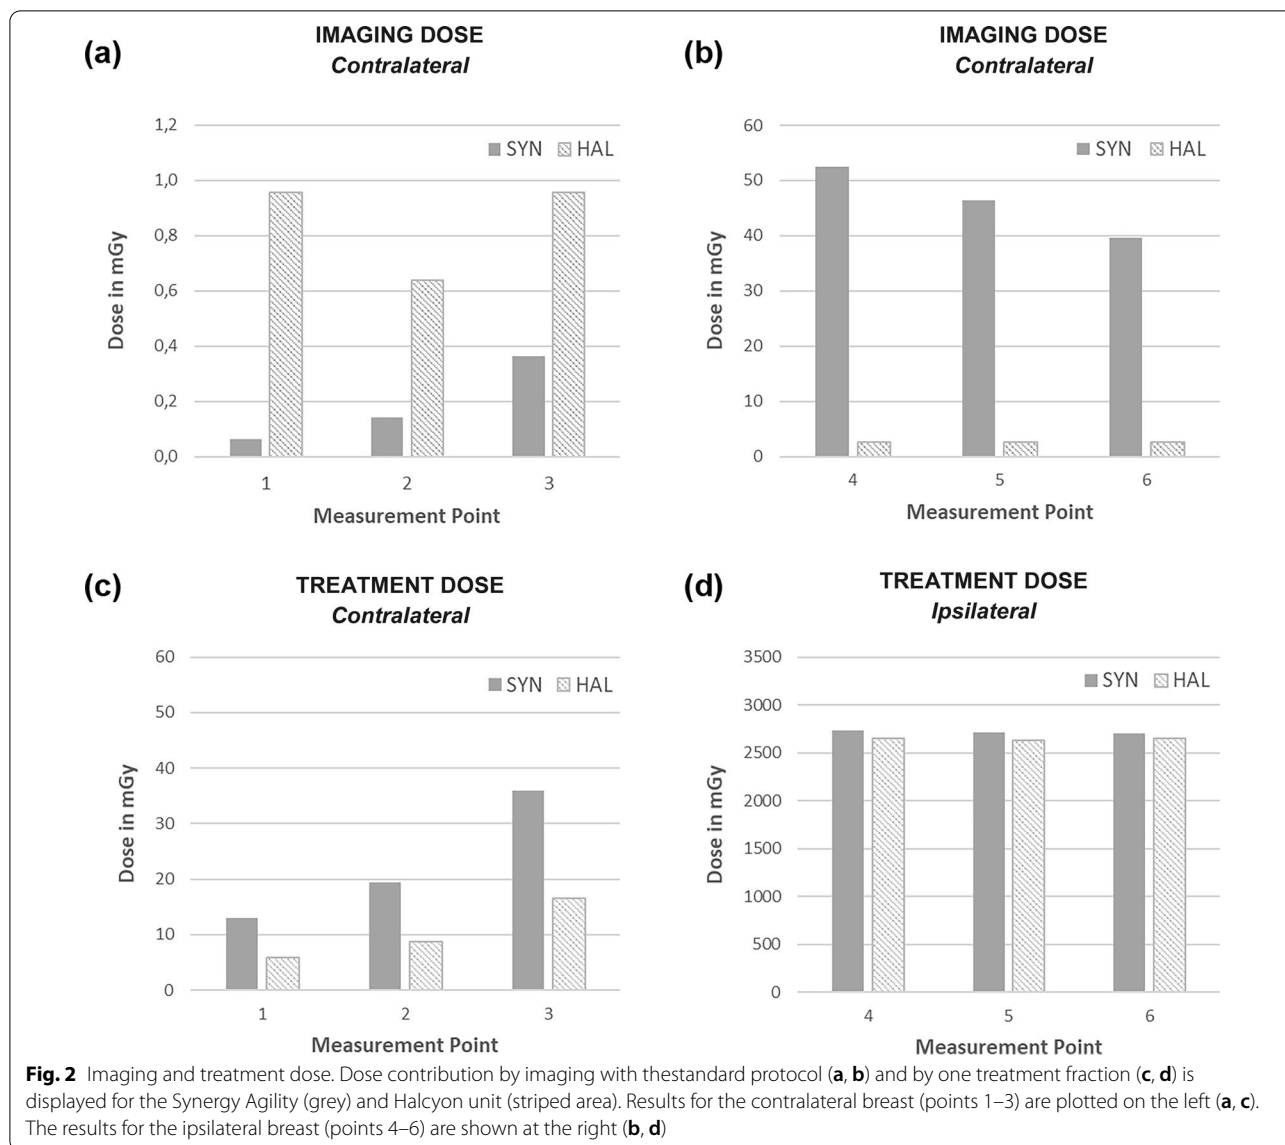 (a)
IMAGING DOSE
Contralateral
1,2
1,0
0,8
0,6
0,4
0,2
0,0
Dose in mGy
SYN HAL
1 2 3
Measurement Point
(b)
IMAGING DOSE
Contralateral
60
50
40
30
20
10
0
Dose in mGy
SYN HAL
4 5 6
Measurement Point
(c)
TREATMENT DOSE
Contralateral
60
50
40
30
20
10
0
Dose in mGy
SYN HAL
1 2 3
Measurement Point
(d)
TREATMENT DOSE
Ipsilateral
3500
3000
2500
2000
1500
1000
500
0
Dose in mGy
SYN HAL
4 5 6
Measurement Point
Fig. 2 Imaging and treatment dose. Dose contribution by imaging with thestandard protocol (a, b) and by one treatment fraction (c, d) is
displayed for the Synergy Agility (grey) and Halcyon unit (striped area). Results for the contralateral breast (points 1–3) are plotted on the left (a, c).
The results for the ipsilateral breast (points 4–6) are shown at the right (b, d)